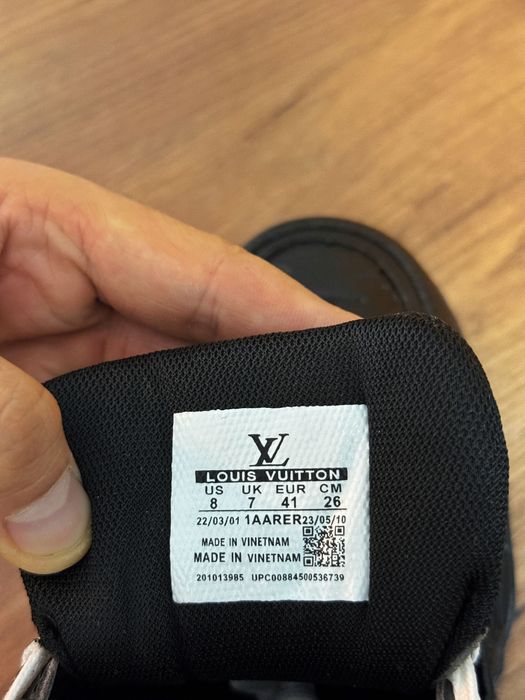 LV
LOUIS VUITTON
US UK EUR CM
8 7 41 26
22/03/01 1AARER 23/05/10
MADE IN VINETNAM
MADE IN VINETNAM
201013985 UPC00884500536739